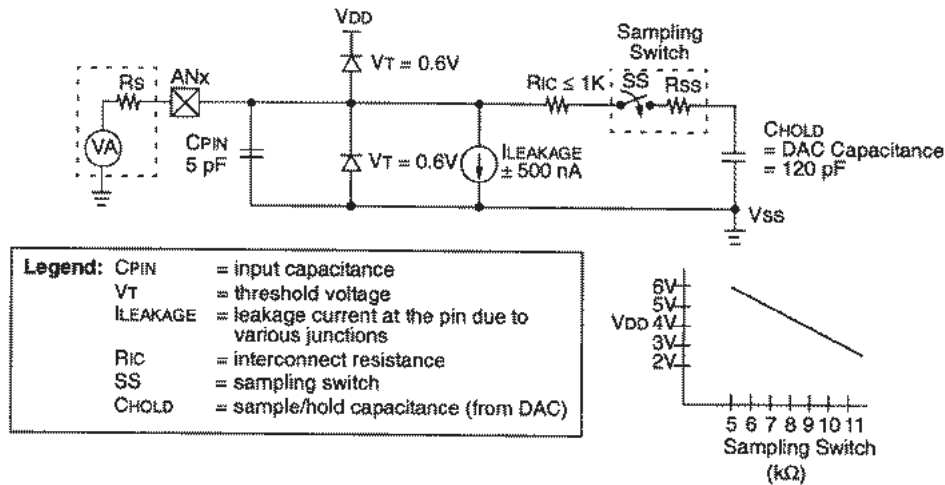 VDD
Sampling
Switch
VT = 0.6V
RS
ANx
RIC ≤ 1K
SS
RSS
VA
CPIN
5 pF
VT = 0.6V
ILEAKAGE
± 500 nA
CHOLD
= DAC Capacitance
= 120 pF
VSS
Legend: CPIN = input capacitance
VT = threshold voltage
ILEAKAGE = leakage current at the pin due to
various junctions
RIC = interconnect resistance
SS = sampling switch
CHOLD = sample/hold capacitance (from DAC)
6V
5V
VDD 4V
3V
2V
5 6 7 8 9 10 11
Sampling Switch
(kΩ)